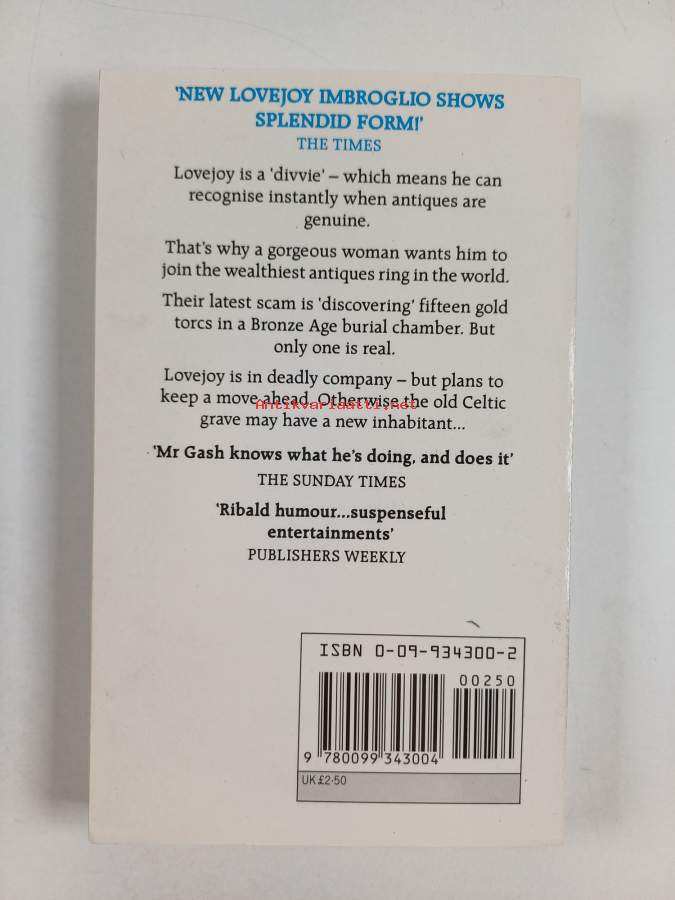 'NEW LOVEJOY IMBROGLIO SHOWS
SPLENDID FORM!'
THE TIMES
Lovejoy is a 'divvie' – which means he can
recognise instantly when antiques are
genuine.
That's why a gorgeous woman wants him to
join the wealthiest antiques ring in the world.
Their latest scam is 'discovering' fifteen gold
torcs in a Bronze Age burial chamber. But
only one is real.
Lovejoy is in deadly company – but plans to
keep a move ahead. Otherwise the old Celtic
Antikvariaatti.net
grave may have a new inhabitant...
'Mr Gash knows what he's doing, and does it'
THE SUNDAY TIMES
'Ribald humour...suspenseful
entertainments'
PUBLISHERS WEEKLY
ISBN 0-09-934300-2
00250
9 780099 343004
UK £2·50